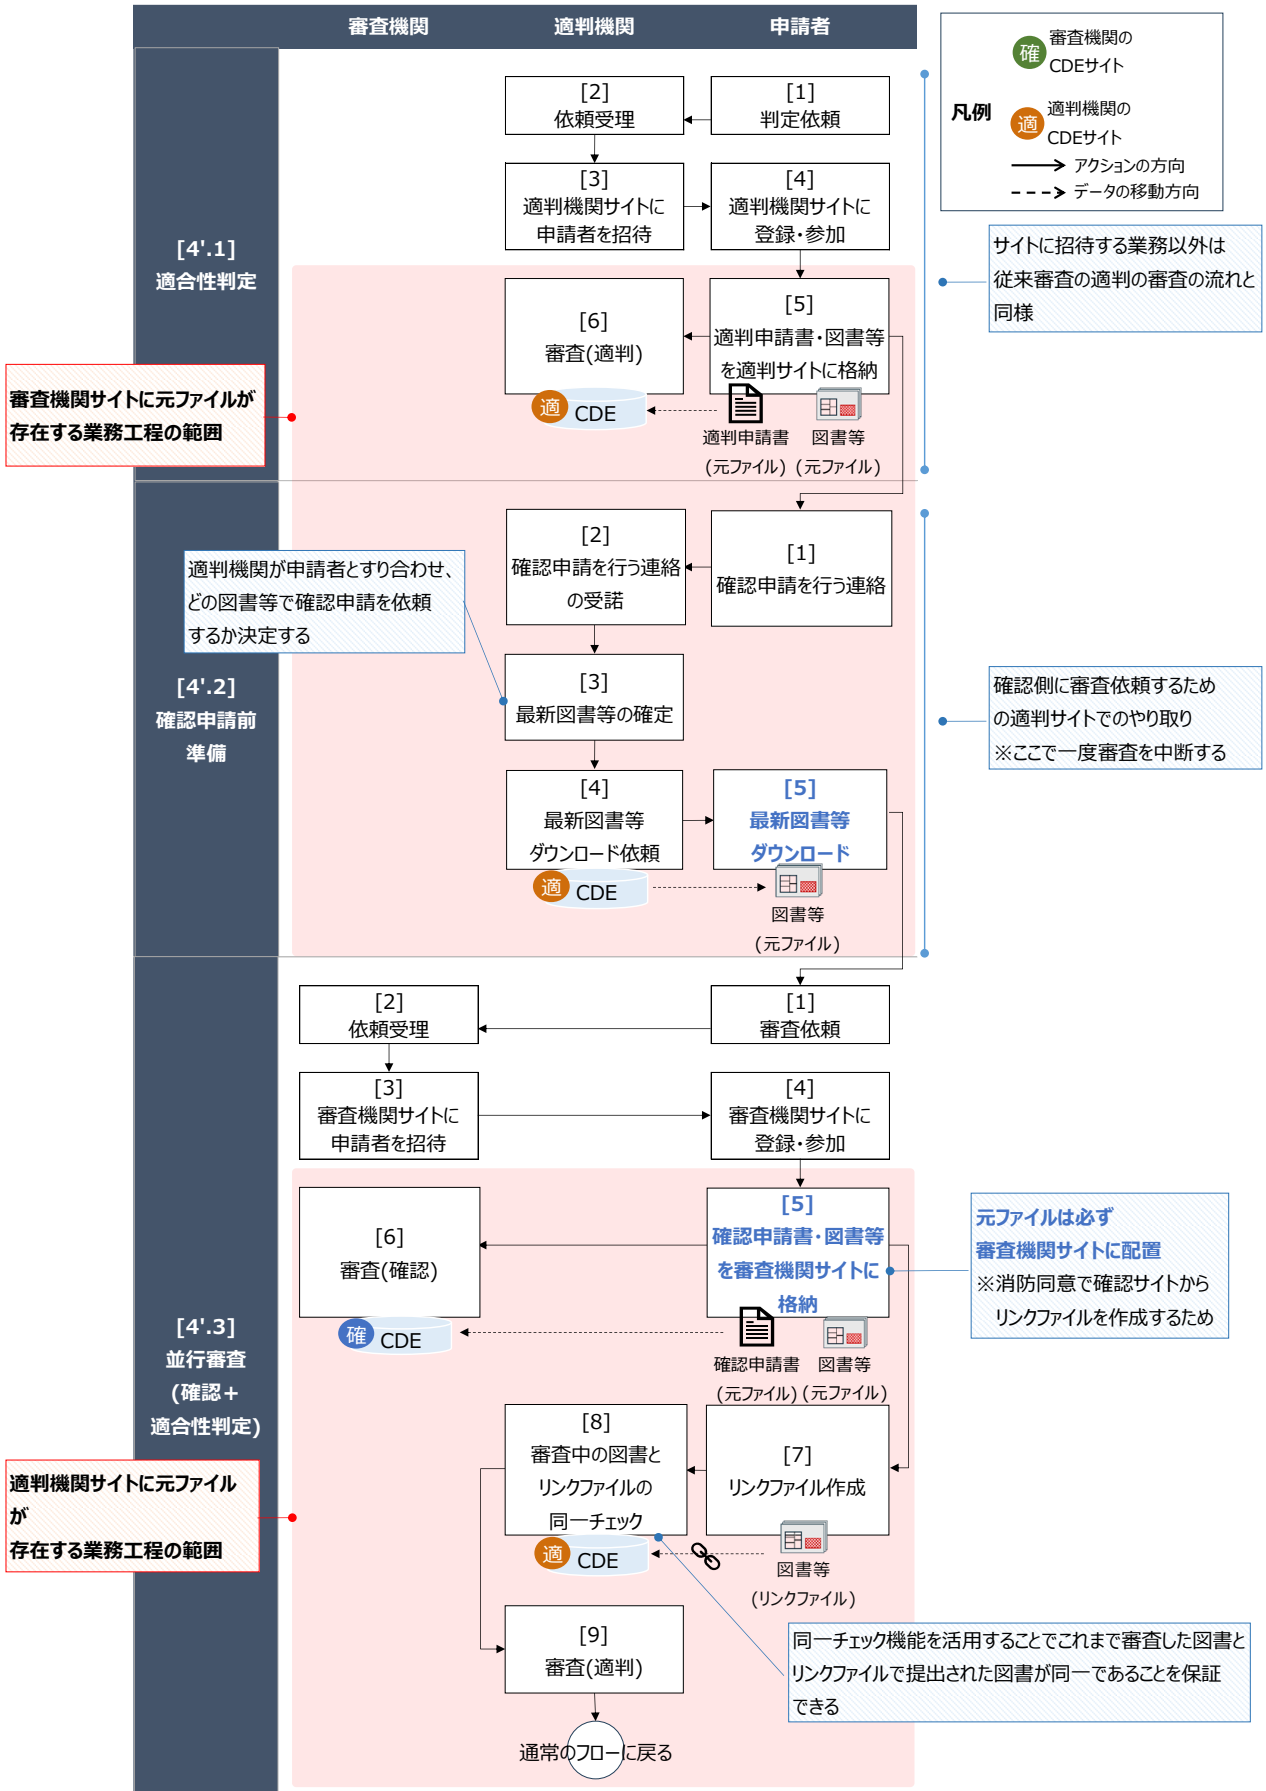 審査機関
適判機関
申請者
凡例
確
審査機関の
CDEサイト
適
適判機関の
CDEサイト
アクションの方向
データの移動方向
[4'.1]
適合性判定
[2]
依頼受理
[1]
判定依頼
[3]
適判機関サイトに
申請者を招待
[4]
適判機関サイトに
登録・参加
サイトに招待する業務以外は
従来審査の適判の審査の流れと
同様
[6]
審査(適判)
[5]
適判申請書・図書等
を適判サイトに格納
適
CDE
適判申請書
(元ファイル)
図書等
(元ファイル)
審査機関サイトに元ファイルが
存在する業務工程の範囲
[4'.2]
確認申請前
準備
[2]
確認申請を行う連絡
の受諾
[1]
確認申請を行う連絡
適判機関が申請者とすり合わせ、
どの図書等で確認申請を依頼
するか決定する
[3]
最新図書等の確定
確認側に審査依頼するため
の適判サイトでのやり取り
※ここで一度審査を中断する
[4]
最新図書等
ダウンロード依頼
[5]
最新図書等
ダウンロード
適
CDE
図書等
(元ファイル)
[4'.3]
並行審査
(確認+
適合性判定)
[2]
依頼受理
[1]
審査依頼
[3]
審査機関サイトに
申請者を招待
[4]
審査機関サイトに
登録・参加
[6]
審査(確認)
[5]
確認申請書・図書等
を審査機関サイトに
格納
元ファイルは必ず
審査機関サイトに配置
※消防同意で確認サイトから
リンクファイルを作成するため
確
CDE
確認申請書
(元ファイル)
図書等
(元ファイル)
[8]
審査中の図書と
リンクファイルの
同一チェック
[7]
リンクファイル作成
適判機関サイトに元ファイル
が
存在する業務工程の範囲
適
CDE
図書等
(リンクファイル)
[9]
審査(適判)
同一チェック機能を活用することでこれまで審査した図書と
リンクファイルで提出された図書が同一であることを保証
できる
通常のフローに戻る